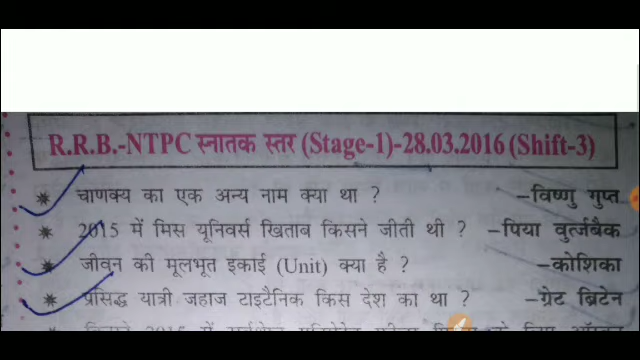 R.R.B.-NTPC स्नातक स्तर (Stage-1)-28.03.2016 (Shift-3)
* चाणक्य का एक अन्य नाम क्या था ? –विष्णु गुप्त
* 2015 में मिस यूनिवर्स खिताब किसने जीती थी ? –पिया वुर्त्जबैक
* जीवन की मूलभूत इकाई (Unit) क्या है ? –कोशिका
* प्रसिद्ध यात्री जहाज टाइटैनिक किस देश का था ? –ग्रेट ब्रिटेन